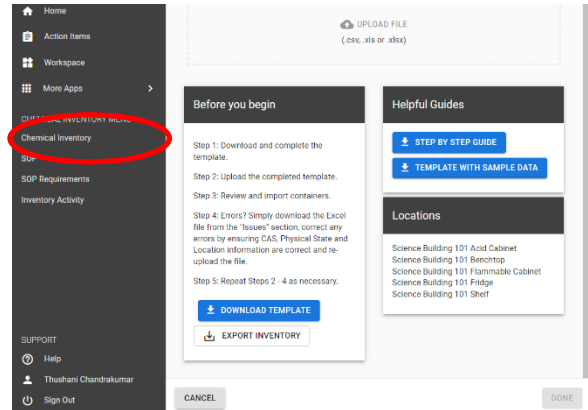 Home
Action Items
Workspace
More Apps
CHEMICAL INVENTORY MENU
Chemical Inventory
SOP
SOP Requirements
Inventory Activity
SUPPORT
Help
Thushani Chandrakumar
Sign Out
UPLOAD FILE
(.csv, .xls or .xlsx)
Before you begin
Step 1: Download and complete the
template.
Step 2: Upload the completed template.
Step 3: Review and import containers.
Step 4: Errors? Simply download the Excel
file from the "Issues" section, correct any
errors by ensuring CAS, Physical State and
Location information are correct and re-
upload the file.
Step 5: Repeat Steps 2 - 4 as necessary.
DOWNLOAD TEMPLATE
EXPORT INVENTORY
Helpful Guides
STEP BY STEP GUIDE
TEMPLATE WITH SAMPLE DATA
Locations
Science Building 101 Acid Cabinet
Science Building 101 Benchtop
Science Building 101 Flammable Cabinet
Science Building 101 Fridge
Science Building 101 Shelf
CANCEL
DONE